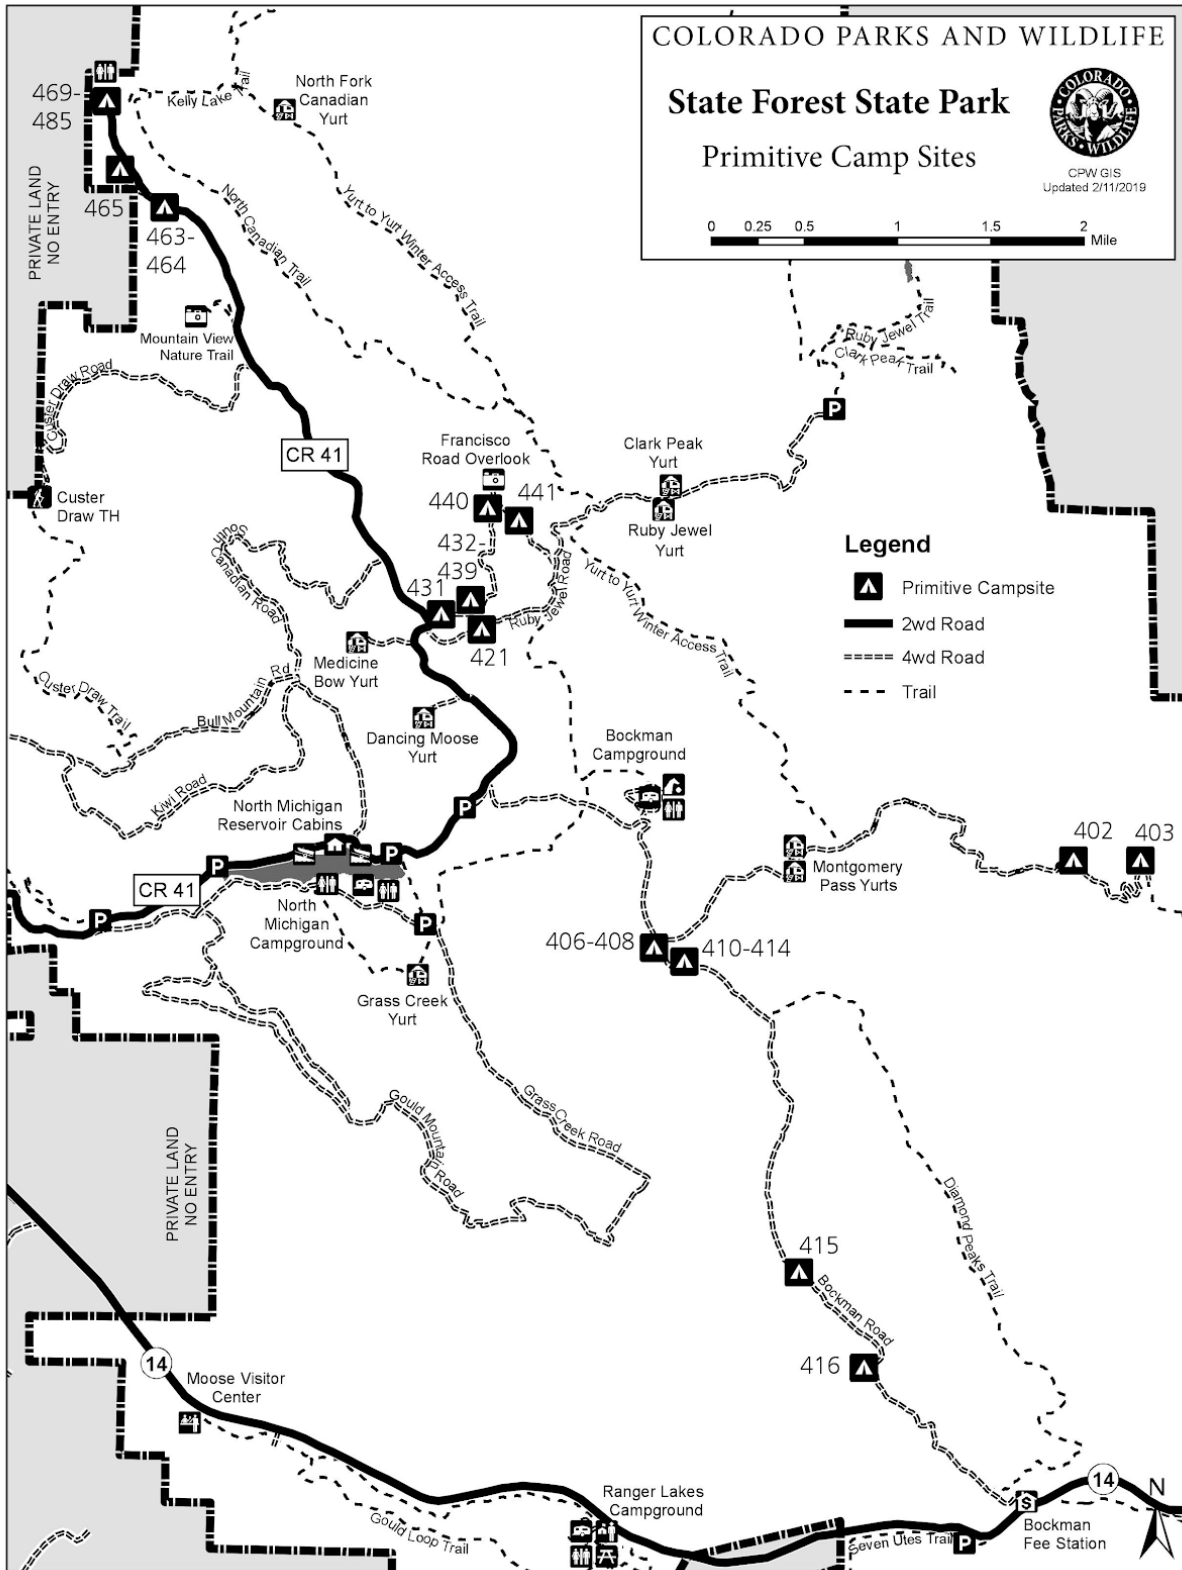 COLORADO PARKS AND WILDLIFE
State Forest State Park
Primitive Camp Sites
COLORADO
PARKS • WILDLIFE
CPW GIS
Updated 2/11/2019
0 0.25 0.5 1 1.5 2
Mile
469-
485
465
463-
464
PRIVATE LAND
NO ENTRY
Kelly Lake Trail
North Fork
Canadian
Yurt
North Canadian Trail
Yurt to Yurt Winter Access Trail
Mountain View
Nature Trail
Custer Draw Road
Ruby Jewel Trail
Clark Peak Trail
P
CR 41
Francisco
Road Overlook
Clark Peak
Yurt
Custer
Draw TH
440
441
Ruby Jewel
Yurt
432-
439
431
421
South
Canadian Road
Ruby Jewel Road
Yurt to Yurt Winter Access Trail
Legend
Primitive Campsite
2wd Road
4wd Road
Trail
Medicine
Bow Yurt
Custer Draw Trail
Bull Mountain Rd
Dancing Moose
Yurt
Bockman
Campground
Kiwi Road
North Michigan
Reservoir Cabins
P
P
P
402
403
Montgomery
Pass Yurts
CR 41
P
North
Michigan
Campground
P
406-408
410-414
Grass Creek
Yurt
Gould Mountain
Road
Grass Creek Road
PRIVATE LAND
NO ENTRY
Diamond Peaks Trail
415
Bockman Road
416
14
Moose Visitor
Center
Ranger Lakes
Campground
Gould Loop Trail
14
N
$
Bockman
Fee Station
Seven Utes Trail
P